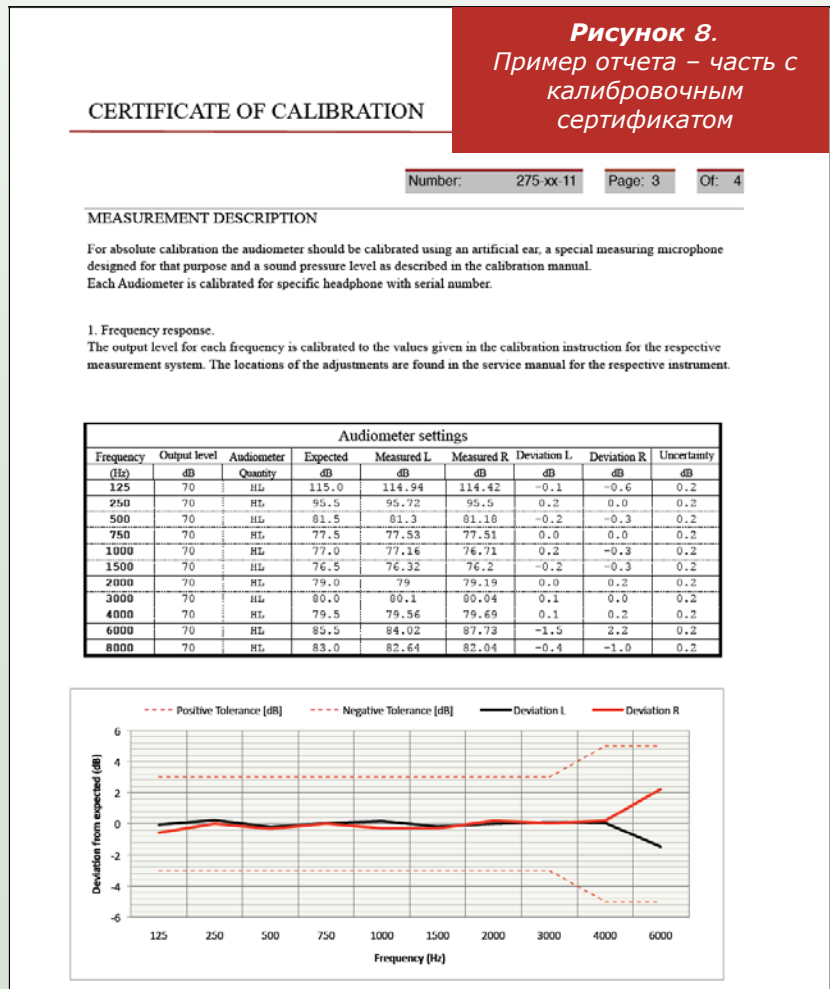 Рисунок 8.
Пример отчета – часть с
калибровочным
сертификатом
CERTIFICATE OF CALIBRATION
Number: 275-xx-11 Page: 3 Of: 4
MEASUREMENT DESCRIPTION
For absolute calibration the audiometer should be calibrated using an artificial ear, a special measuring microphone
designed for that purpose and a sound pressure level as described in the calibration manual.
Each Audiometer is calibrated for specific headphone with serial number.
1. Frequency response.
The output level for each frequency is calibrated to the values given in the calibration instruction for the respective
measurement system. The locations of the adjustments are found in the service manual for the respective instrument.
Audiometer settings
Frequency Output level Audiometer Expected Measured L Measured R Deviation L Deviation R Uncertainty
(Hz) dB Quantity dB dB dB dB dB dB
125 70 HL 115.0 114.94 114.42 -0.1 -0.6 0.2
250 70 HL 95.5 95.72 95.5 0.2 0.0 0.2
500 70 HL 81.5 81.3 81.18 -0.2 -0.3 0.2
750 70 HL 77.5 77.53 77.51 0.0 0.0 0.2
1000 70 HL 77.0 77.16 76.71 0.2 -0.3 0.2
1500 70 HL 76.5 76.32 76.2 -0.2 -0.3 0.2
2000 70 HL 79.0 79 79.19 0.0 0.2 0.2
3000 70 HL 80.0 80.1 80.04 0.1 0.0 0.2
4000 70 HL 79.5 79.56 79.69 0.1 0.2 0.2
6000 70 HL 85.5 84.02 87.73 -1.5 2.2 0.2
8000 70 HL 83.0 82.64 82.04 -0.4 -1.0 0.2
Positive Tolerance [dB] Negative Tolerance [dB] Deviation L Deviation R
Deviation from expected (dB)
6
4
2
0
-2
-4
-6
125 250 500 750 1000 1500 2000 3000 4000 6000
Frequency (Hz)